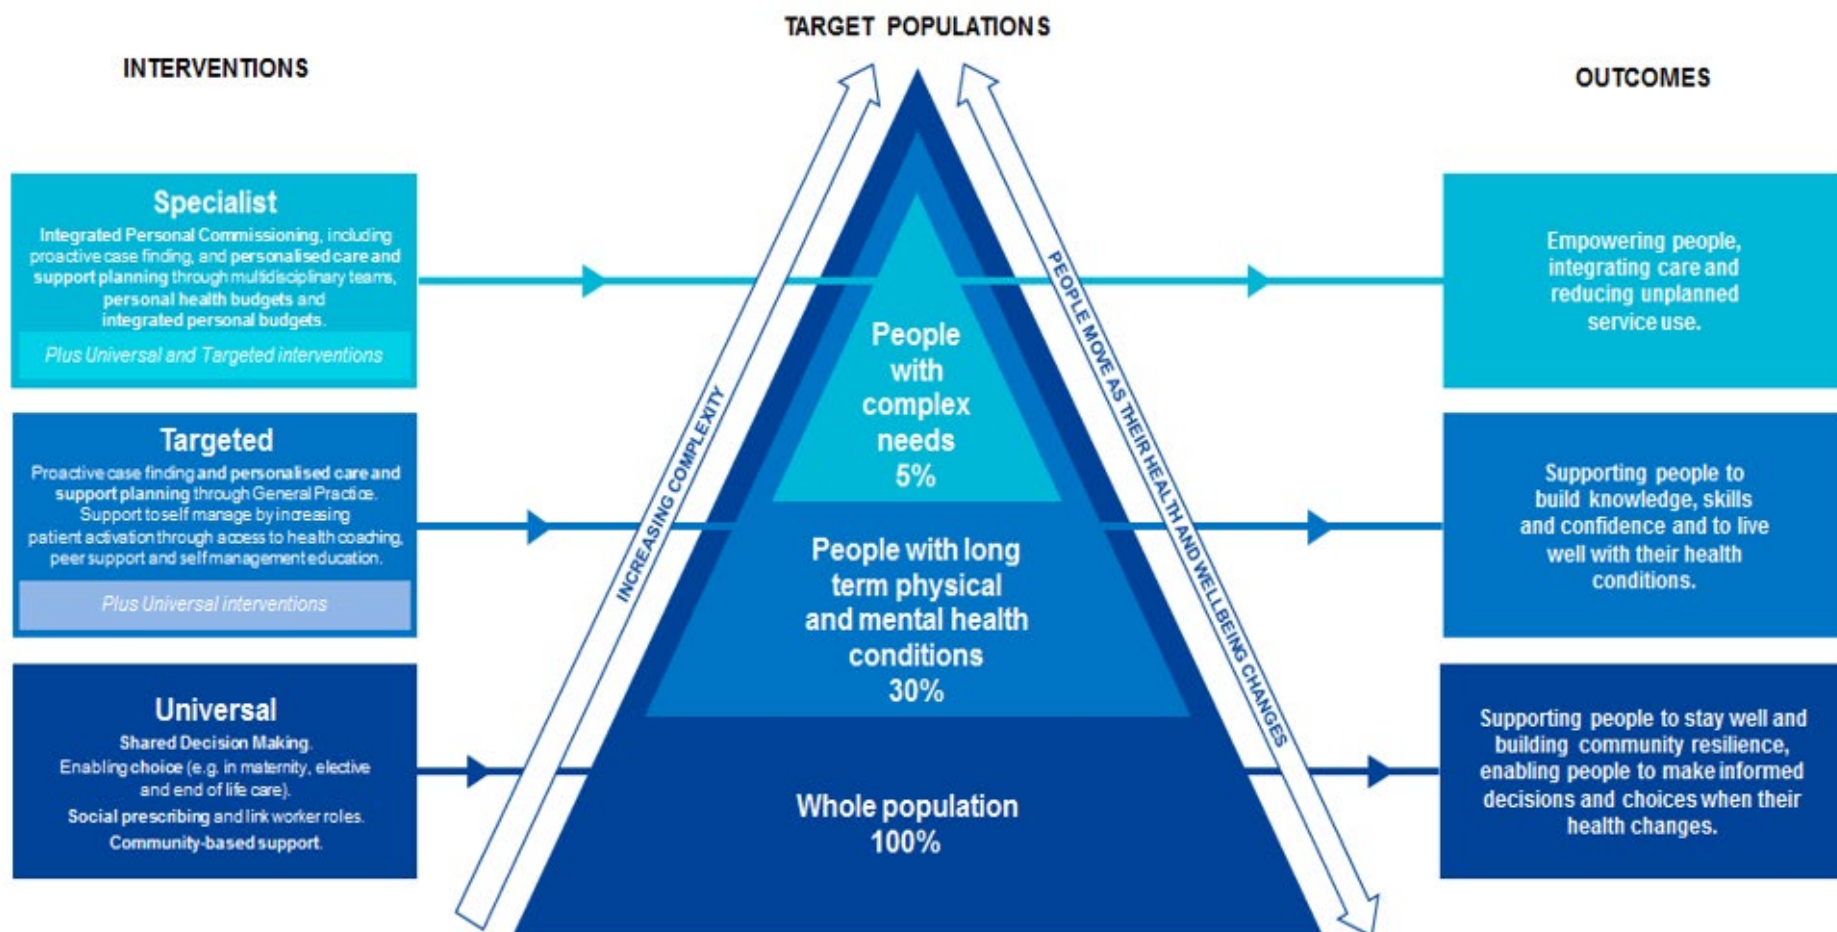 TARGET POPULATIONS
INTERVENTIONS
OUTCOMES
Specialist
Integrated Personal Commissioning, including
proactive case finding, and personalised care and
support planning through multidisciplinary teams,
personal health budgets and
integrated personal budgets.
Plus Universal and Targeted interventions
Targeted
Proactive case finding and personalised care and
support planning through General Practice.
Support to self manage by increasing
patient activation through access to health coaching,
peer support and self management education.
Plus Universal interventions
Universal
Shared Decision Making.
Enabling choice (e.g. in maternity, elective
and end of life care).
Social prescribing and link worker roles.
Community-based support.
INCREASING COMPLEXITY
People
with
complex
needs
5%
People with long
term physical
and mental health
conditions
30%
Whole population
100%
PEOPLE MOVE AS THEIR HEALTH AND WELLBEING CHANGES
Empowering people,
integrating care and
reducing unplanned
service use.
Supporting people to
build knowledge, skills
and confidence and to live
well with their health
conditions.
Supporting people to stay well and
building community resilience,
enabling people to make informed
decisions and choices when their
health changes.